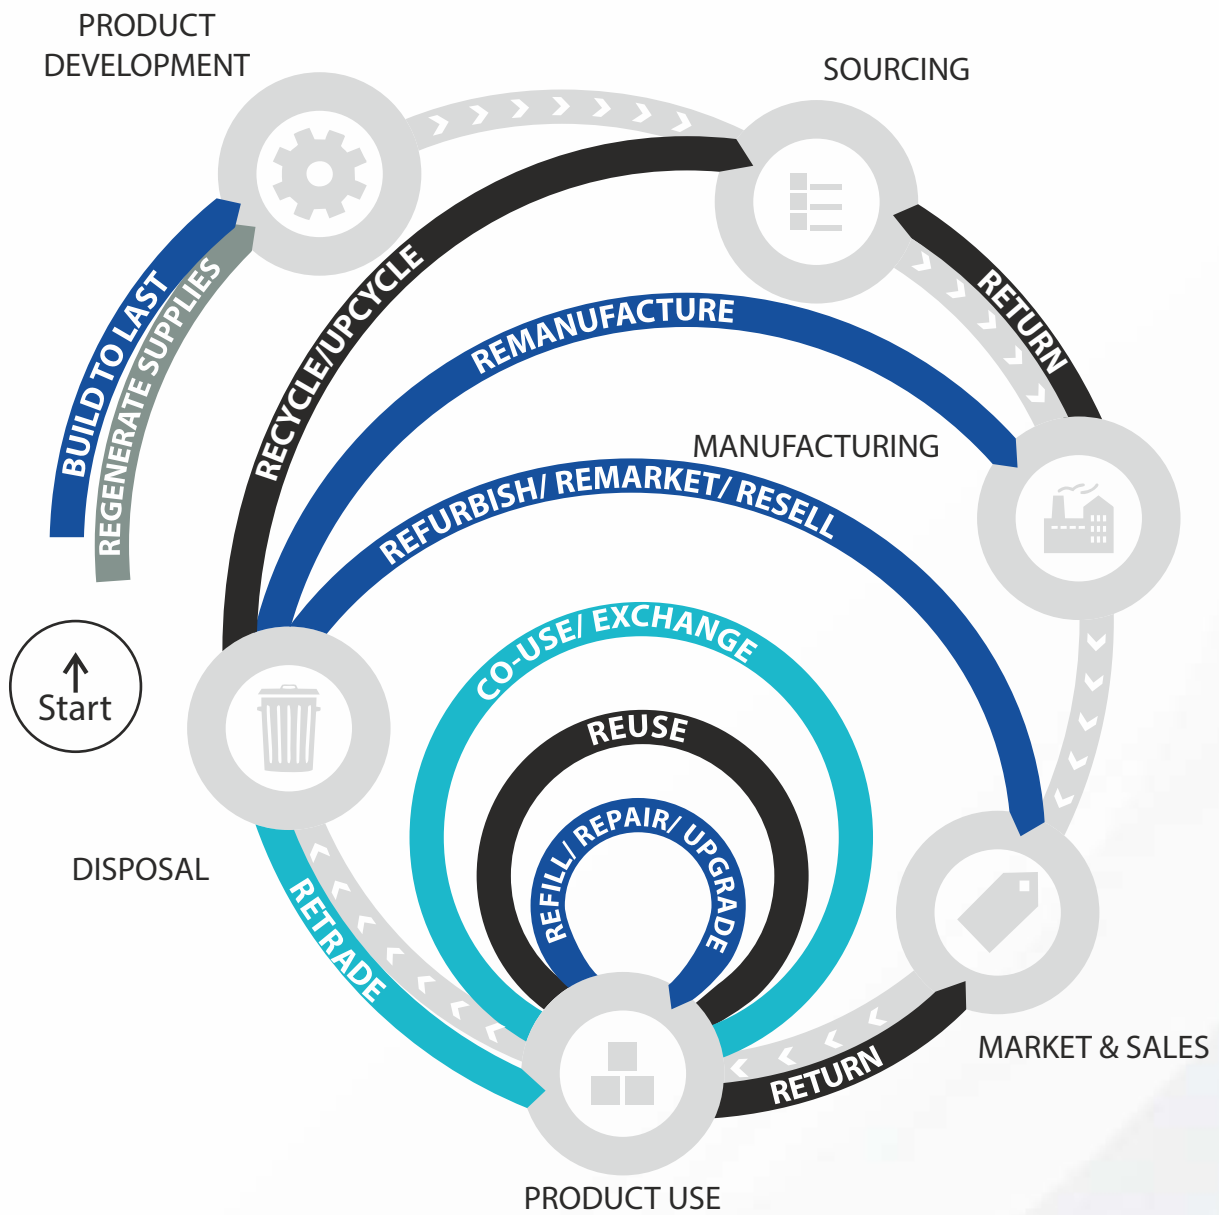 PRODUCT
DEVELOPMENT
SOURCING
BUILD TO LAST
REGENERATE SUPPLIES
RECYCLE/UPCYCLE
REMANUFACTURE
RETURN
MANUFACTURING
REFURBISH/ REMARKET/ RESELL
CO-USE/ EXCHANGE
Start
REUSE
REFILL/ REPAIR/ UPGRADE
DISPOSAL
RETRADE
MARKET & SALES
RETURN
PRODUCT USE